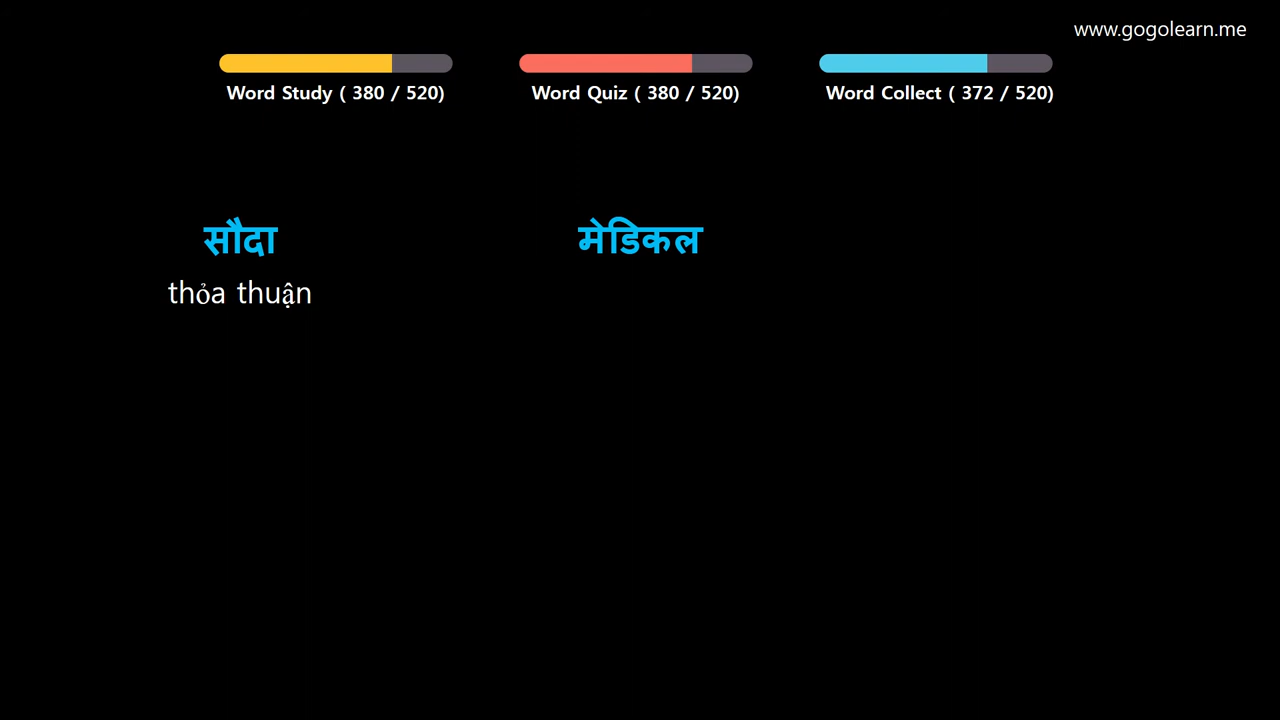 www.gogolearn.me
Word Study ( 380 / 520)
Word Quiz ( 380 / 520)
Word Collect ( 372 / 520)
सौदा
मेडिकल
thỏa thuận